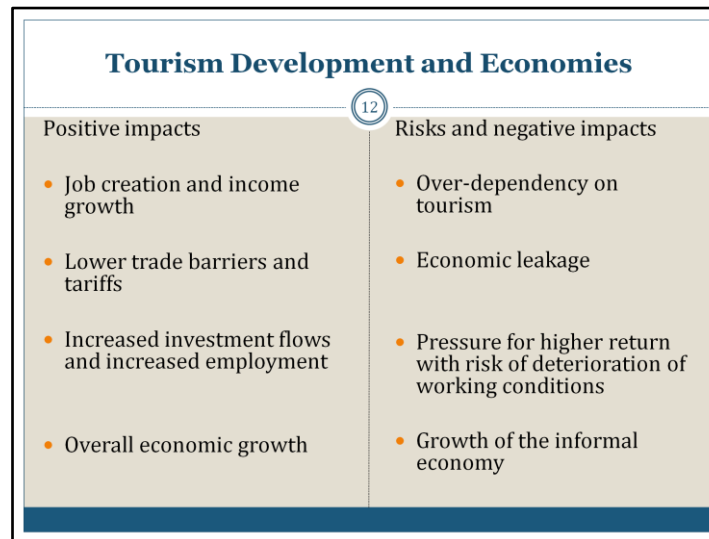 Tourism Development and Economies
12
Positive impacts
• Job creation and income
growth
• Lower trade barriers and
tariffs
• Increased investment flows
and increased employment
• Overall economic growth
Risks and negative impacts
• Over-dependency on
tourism
• Economic leakage
• Pressure for higher return
with risk of deterioration of
working conditions
• Growth of the informal
economy